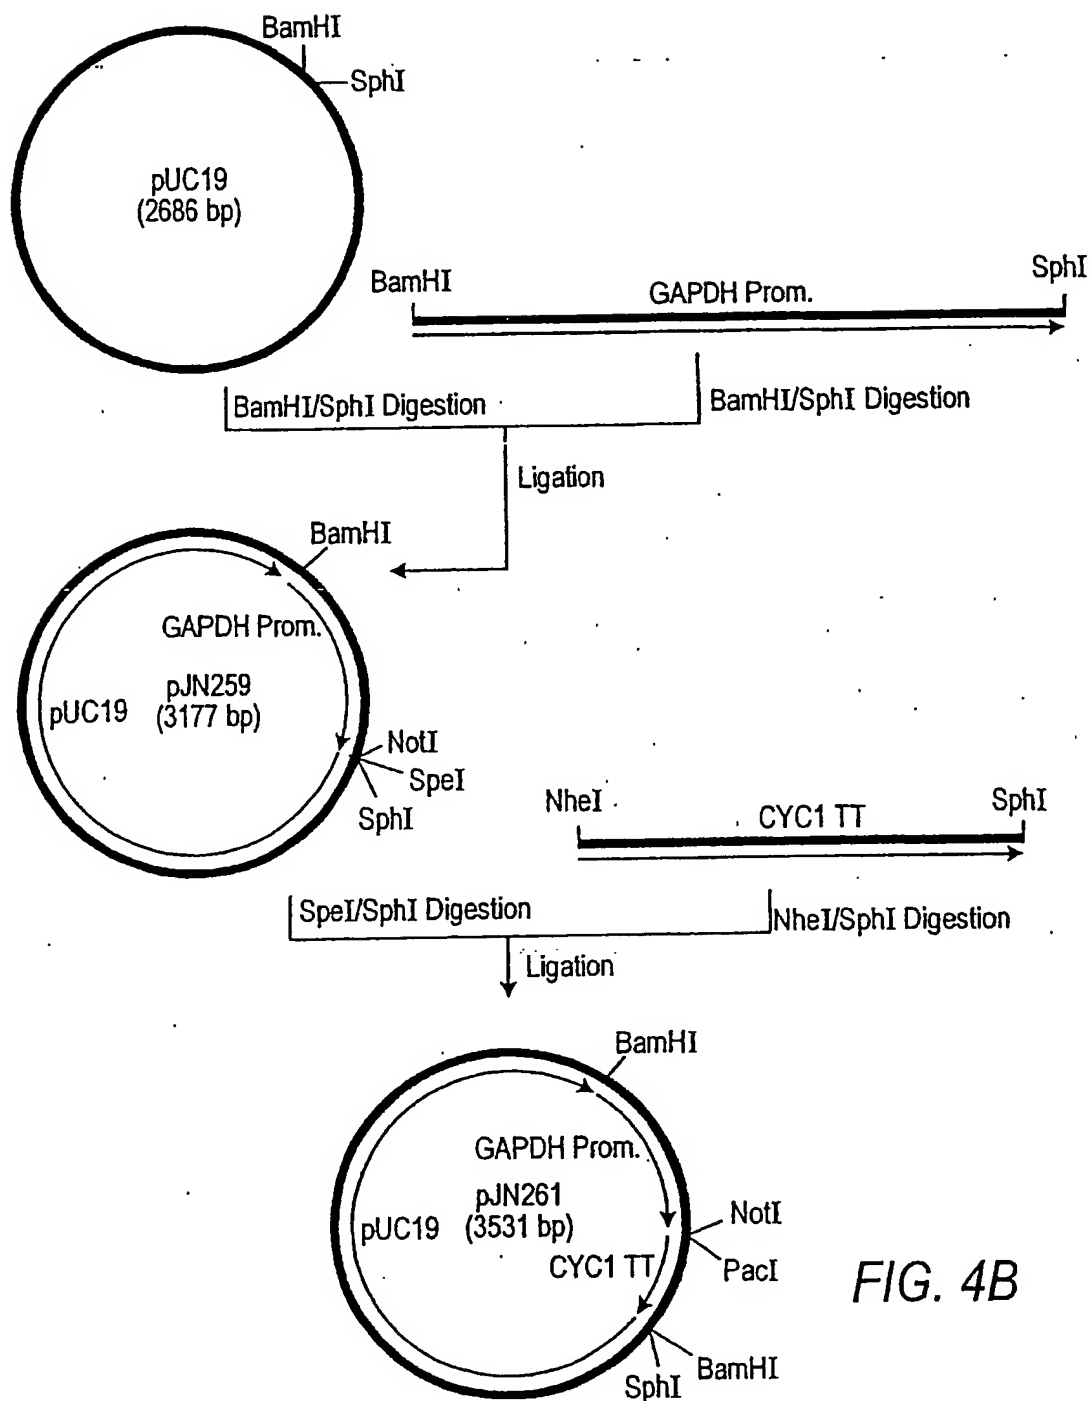 BamHI
SphI
pUC19
(2686 bp)
BamHI
GAPDH Prom.
SphI
BamHI/SphI Digestion
BamHI/SphI Digestion
Ligation
BamHI
GAPDH Prom.
pUC19
pJN259
(3177 bp)
NotI
SpeI
SphI
NheI
CYC1 TT
SphI
SpeI/SphI Digestion
NheI/SphI Digestion
Ligation
BamHI
GAPDH Prom.
pUC19
pJN261
(3531 bp)
CYC1 TT
NotI
PacI
BamHI
SphI
FIG. 4B